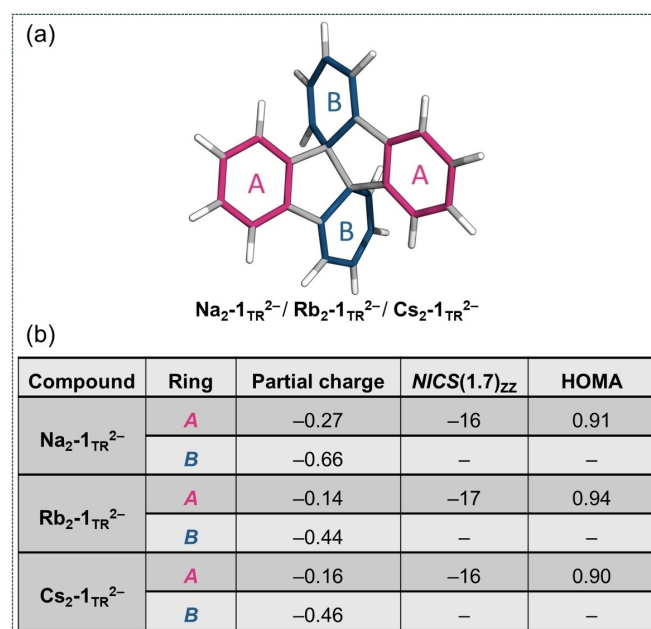 (a)
B
A
A
B
Na₂-1TR²⁻/ Rb₂-1TR²⁻/ Cs₂-1TR²⁻
(b)
Compound Ring Partial charge NICS(1.7)ZZ HOMA
Na₂-1TR²⁻ A –0.27 –16 0.91
B –0.66 – –
Rb₂-1TR²⁻ A –0.14 –17 0.94
B –0.44 – –
Cs₂-1TR²⁻ A –0.16 –16 0.90
B –0.46 – –